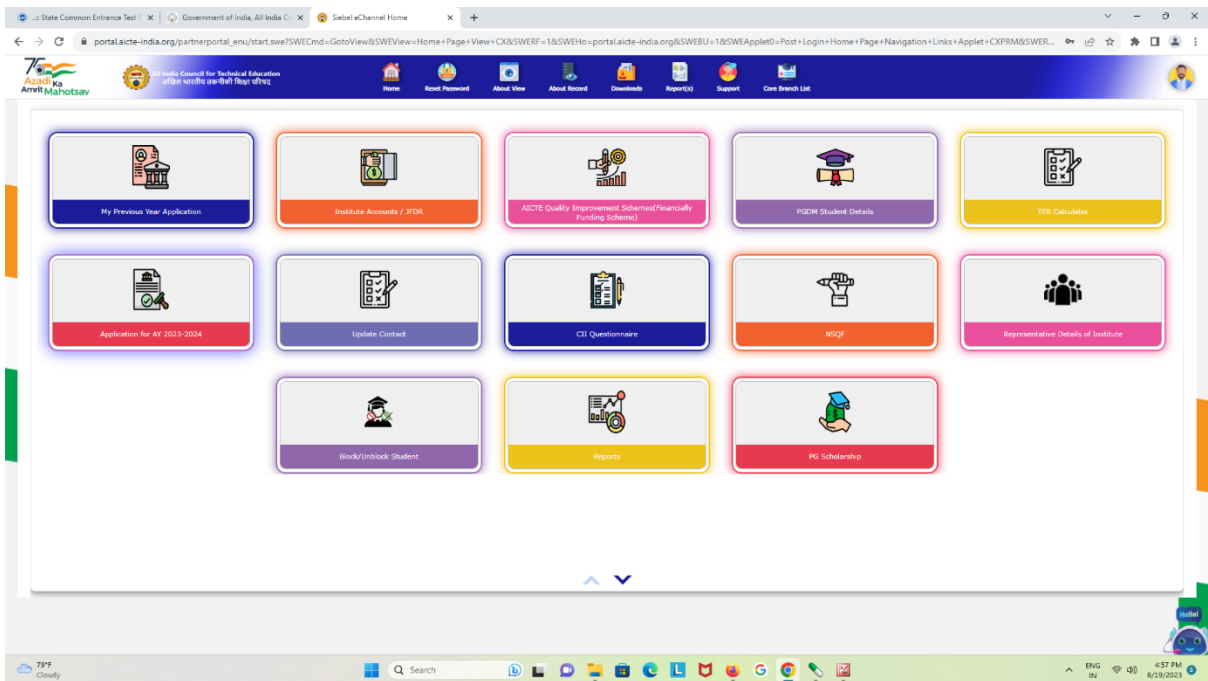 ..:: State Common Entrance Test C
Government of India, All India Co
Siebel eChannel Home
portal.aicte-india.org/partnerportal_enu/start.swe?SWECmd=GotoView&SWEView=Home+Page+View+CX&SWERF=1&SWEHo=portal.aicte-india.org&SWEBU=1&SWEApplet0=Post+Login+Home+Page+Navigation+Links+Applet+CXPRM&SWER...
75
Azadi Ka
Amrit Mahotsav
All India Council for Technical Education
अखिल भारतीय तकनीकी शिक्षा परिषद
Home
Reset Password
About View
About Record
Downloads
Report(s)
Support
Core Branch List
My Previous Year Application
Institute Accounts / JFDR
AICTE Quality Improvement Schemes(Financially
Funding Scheme)
PGDM Student Details
TER Calculator
Application for AY 2023-2024
Update Contact
CII Questionnaire
NSQF
Representative Details of Institute
Block/Unblock Student
Reports
PG Scholarship
Hello!
79°F
Cloudy
Search
ENG
IN
4:57 PM
8/19/2023
5